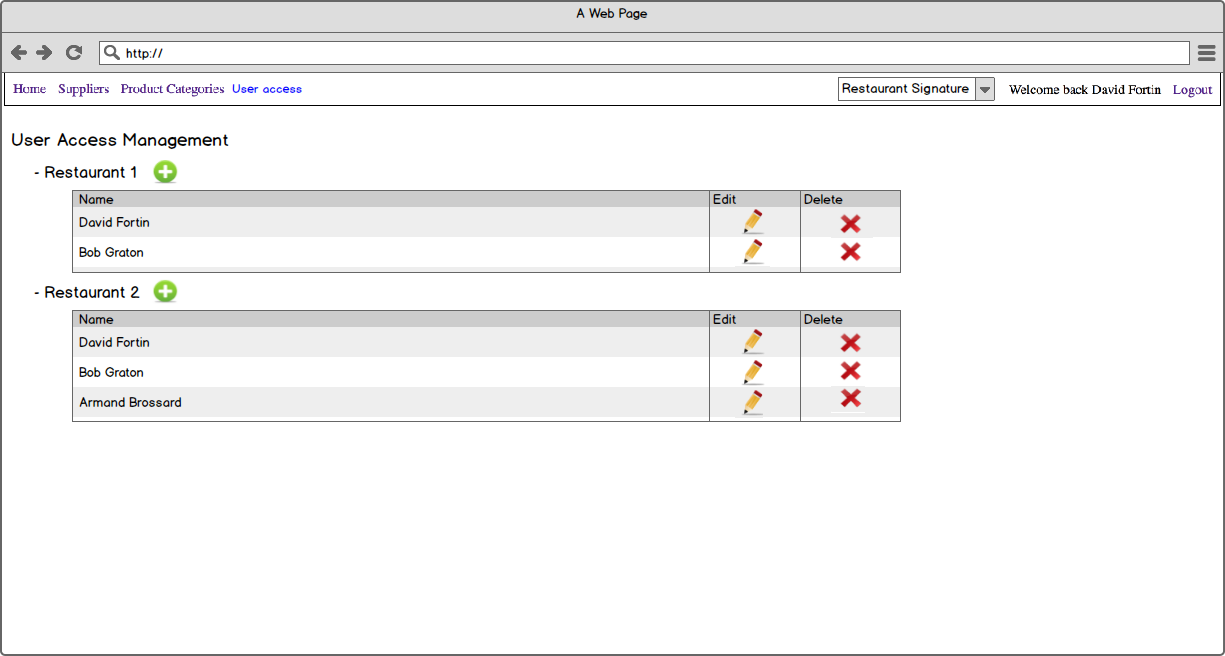 A Web Page
http://
Home Suppliers Product Categories User access Restaurant Signature Welcome back David Fortin Logout
User Access Management
- Restaurant 1
Name Edit Delete
David Fortin
Bob Graton
- Restaurant 2
Name Edit Delete
David Fortin
Bob Graton
Armand Brossard